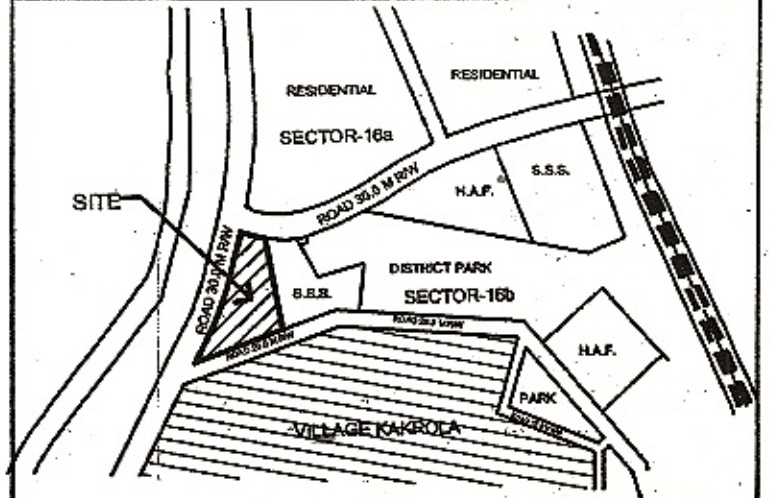 RESIDENTIAL
RESIDENTIAL
SECTOR-16a
S.S.S.
H.A.F.
ROAD 30.0 M R/W
SITE
ROAD 30.0 M R/W
DISTRICT PARK
SECTOR-16b
S.S.S.
H.A.F.
PARK
VILLAGE KAKROLA